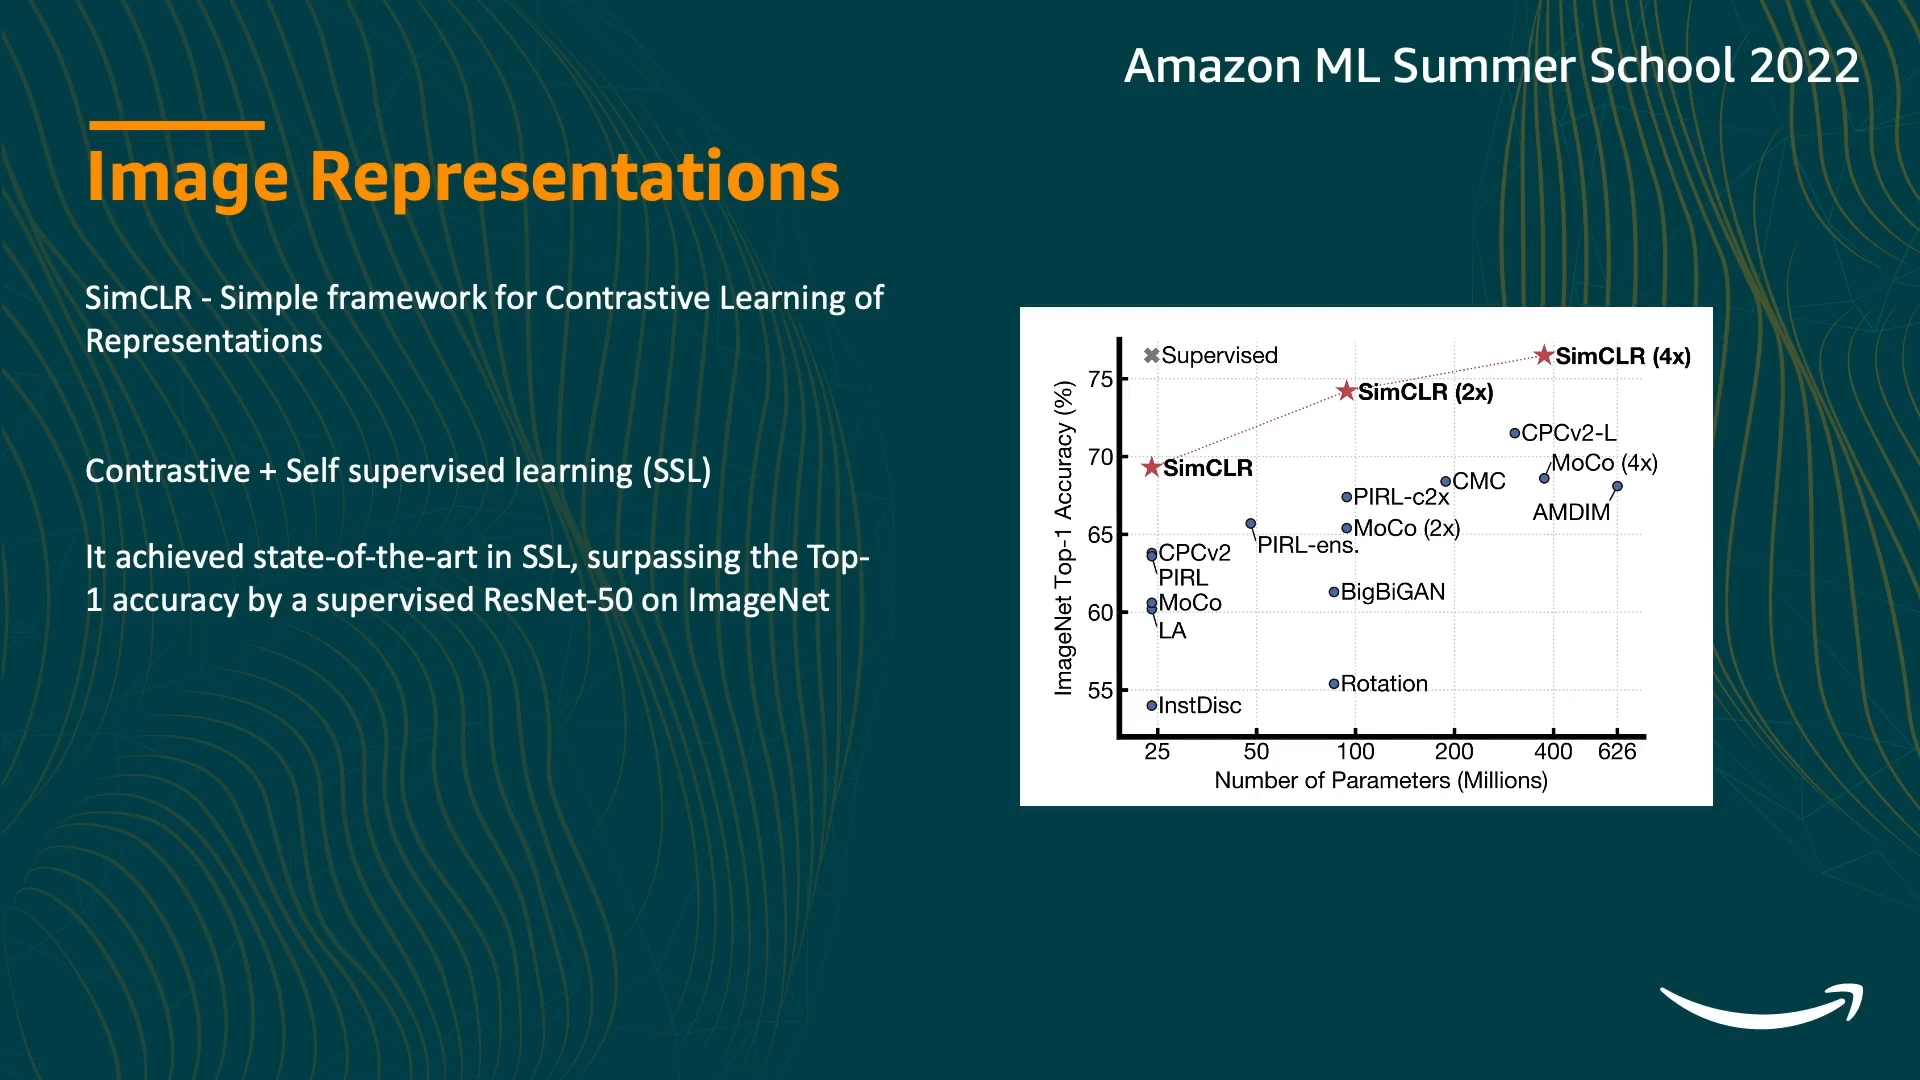 Amazon ML Summer School 2022
Image Representations
SimCLR - Simple framework for Contrastive Learning of
Representations
Contrastive + Self supervised learning (SSL)
It achieved state-of-the-art in SSL, surpassing the Top-
1 accuracy by a supervised ResNet-50 on ImageNet
ImageNet Top-1 Accuracy (%)
75
70
65
60
55
Supervised
SimCLR (4x)
SimCLR (2x)
CPCv2-L
SimCLR
MoCo (4x)
CMC
PIRL-c2x
AMDIM
MoCo (2x)
PIRL-ens.
CPCv2
PIRL
BigBiGAN
MoCo
LA
Rotation
InstDisc
25 50 100 200 400 626
Number of Parameters (Millions)